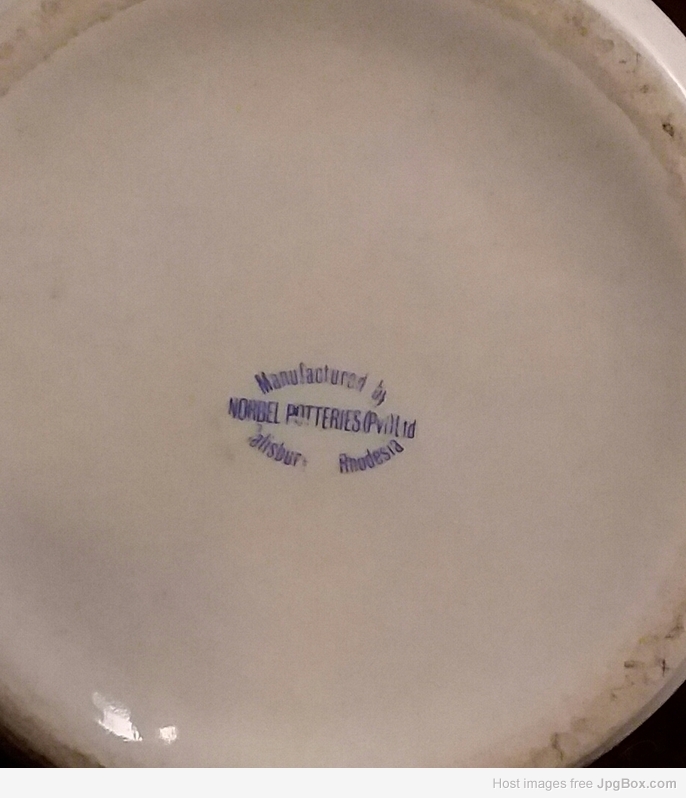 Manufactured by
NORBEL POTTERIES (Pvt) Ltd
Salisbury Rhodesia
Host images free JpgBox.com